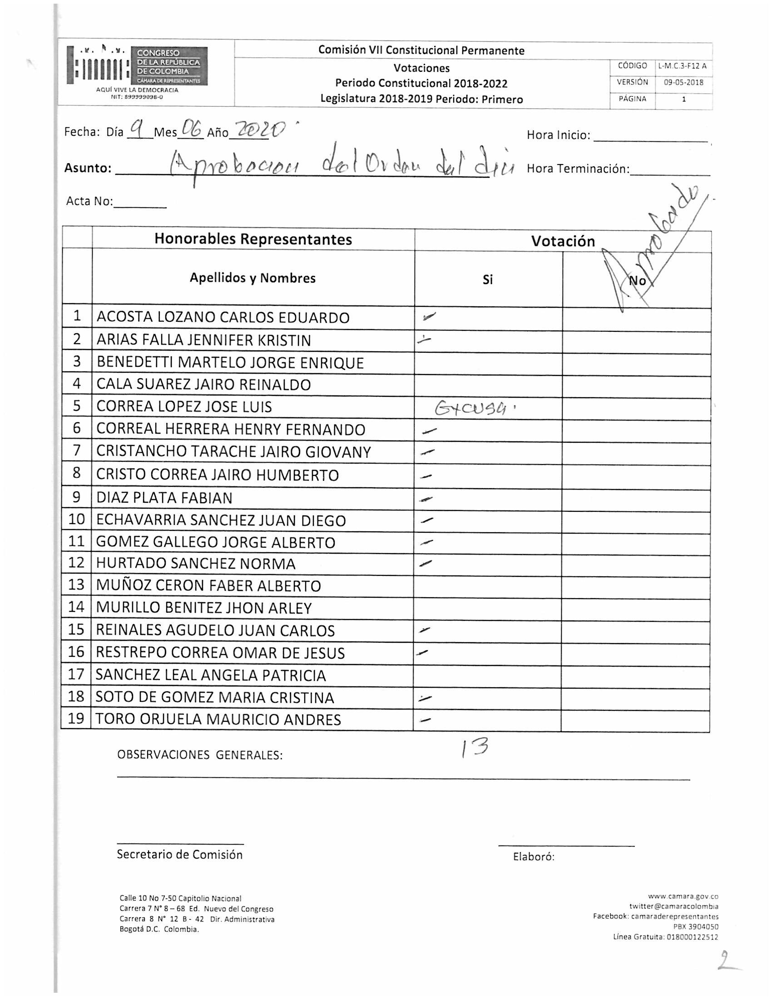 CONGRESO
DE LA REPÚBLICA
DE COLOMBIA
CÁMARA DE REPRESENTANTES
AQUÍ VIVE LA DEMOCRACIA
NIT: 899999098-0
Comisión VII Constitucional Permanente
Votaciones
Periodo Constitucional 2018-2022
Legislatura 2018-2019 Periodo: Primero
CÓDIGO L-M.C.3-F12 A
VERSIÓN 09-05-2018
PÁGINA 1
Fecha: Día 9 Mes 06 Año 2020 Hora Inicio:
Asunto: Aprobacion del Orden del dia Hora Terminación:
Acta No:
Aprobado
Honorables Representantes Votación
Apellidos y Nombres Si No
1 ACOSTA LOZANO CARLOS EDUARDO
2 ARIAS FALLA JENNIFER KRISTIN
3 BENEDETTI MARTELO JORGE ENRIQUE
4 CALA SUAREZ JAIRO REINALDO
5 CORREA LOPEZ JOSE LUIS Excusa.
6 CORREAL HERRERA HENRY FERNANDO
7 CRISTANCHO TARACHE JAIRO GIOVANY
8 CRISTO CORREA JAIRO HUMBERTO
9 DIAZ PLATA FABIAN
10 ECHAVARRIA SANCHEZ JUAN DIEGO
11 GOMEZ GALLEGO JORGE ALBERTO
12 HURTADO SANCHEZ NORMA
13 MUÑOZ CERON FABER ALBERTO
14 MURILLO BENITEZ JHON ARLEY
15 REINALES AGUDELO JUAN CARLOS
16 RESTREPO CORREA OMAR DE JESUS
17 SANCHEZ LEAL ANGELA PATRICIA
18 SOTO DE GOMEZ MARIA CRISTINA
19 TORO ORJUELA MAURICIO ANDRES
13
OBSERVACIONES GENERALES:
Secretario de Comisión
Elaboró:
Calle 10 No 7-50 Capitolio Nacional
Carrera 7 N° 8 – 68 Ed. Nuevo del Congreso
Carrera 8 N° 12 B - 42 Dir. Administrativa
Bogotá D.C. Colombia.
www.camara.gov.co
twitter@camaracolombia
Facebook: camaraderepresentantes
PBX 3904050
Línea Gratuita: 018000122512
2